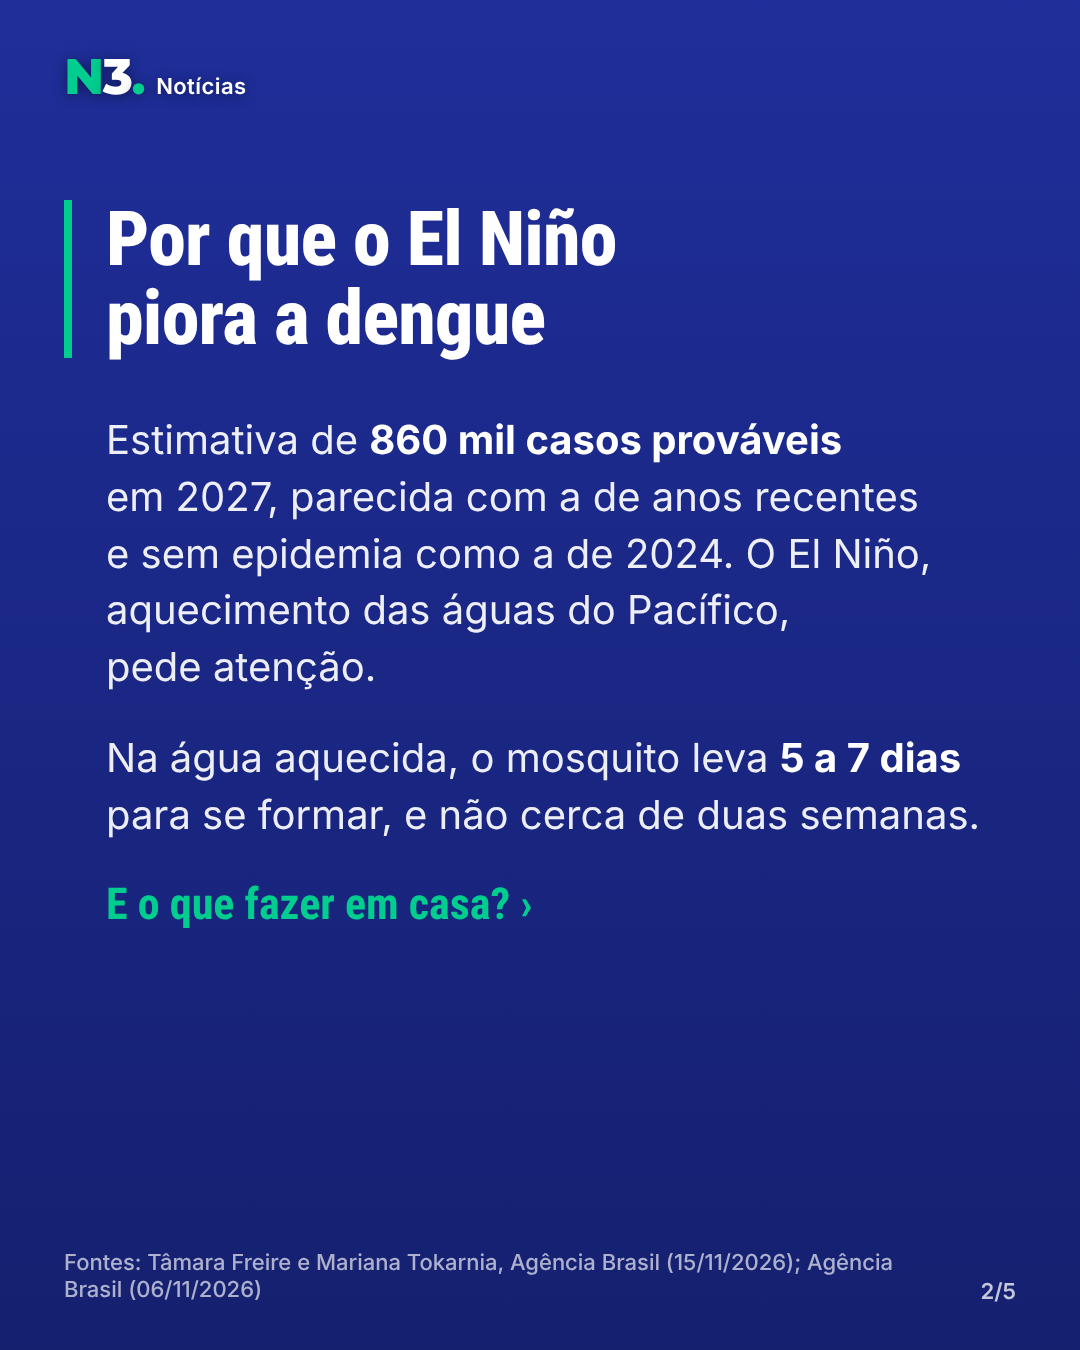 N3. Notícias
Por que o El Niño
piora a dengue
Estimativa de 860 mil casos prováveis
em 2027, parecida com a de anos recentes
e sem epidemia como a de 2024. O El Niño,
aquecimento das águas do Pacífico,
pede atenção.
Na água aquecida, o mosquito leva 5 a 7 dias
para se formar, e não cerca de duas semanas.
E o que fazer em casa? ›
Fontes: Tâmara Freire e Mariana Tokarnia, Agência Brasil (15/11/2026); Agência
Brasil (06/11/2026)
2/5